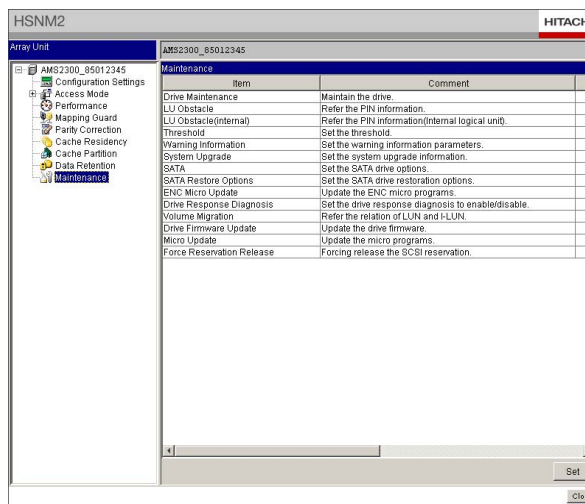 HSNM2
HITACH
Array Unit
AMS2300_85012345
AMS2300_85012345
Configuration Settings
Access Mode
Performance
Mapping Guard
Parity Correction
Cache Residency
Cache Partition
Data Retention
Maintenance
Maintenance
Item Comment
Drive Maintenance Maintain the drive.
LU Obstacle Refer the PIN information.
LU Obstacle(internal) Refer the PIN information(Internal logical unit).
Threshold Set the threshold.
Warning Information Set the warning information parameters.
System Upgrade Set the system upgrade information.
SATA Set the SATA drive options.
SATA Restore Options Set the SATA drive restoration options.
ENC Micro Update Update the ENC micro programs.
Drive Response Diagnosis Set the drive response diagnosis to enable/disable.
Volume Migration Refer the relation of LUN and I-LUN.
Drive Firmware Update Update the drive firmware.
Micro Update Update the micro programs.
Force Reservation Release Forcing release the SCSI reservation.
Set
Clo